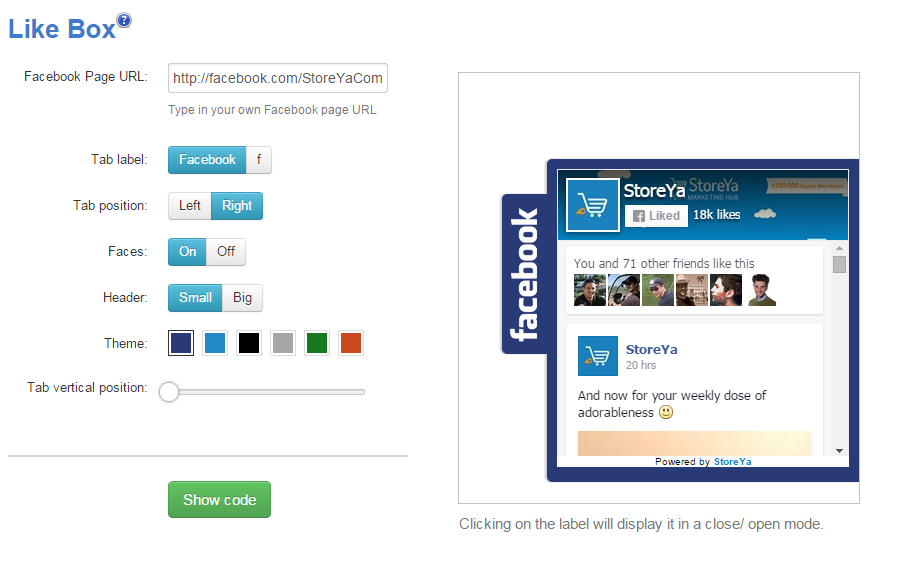 Like Box ?
Facebook Page URL: http://facebook.com/StoreYaCom
Type in your own Facebook page URL
Tab label: Facebook f
Tab position: Left Right
Faces: On Off
Header: Small Big
Theme:
Tab vertical position:
Show code
facebook
StoreYa
StoreYa
MARKETING HUB
+100,000 Happy Merchants
f Liked 18k likes
You and 71 other friends like this
StoreYa
20 hrs
And now for your weekly dose of
adorableness
Powered by StoreYa
Clicking on the label will display it in a close/ open mode.